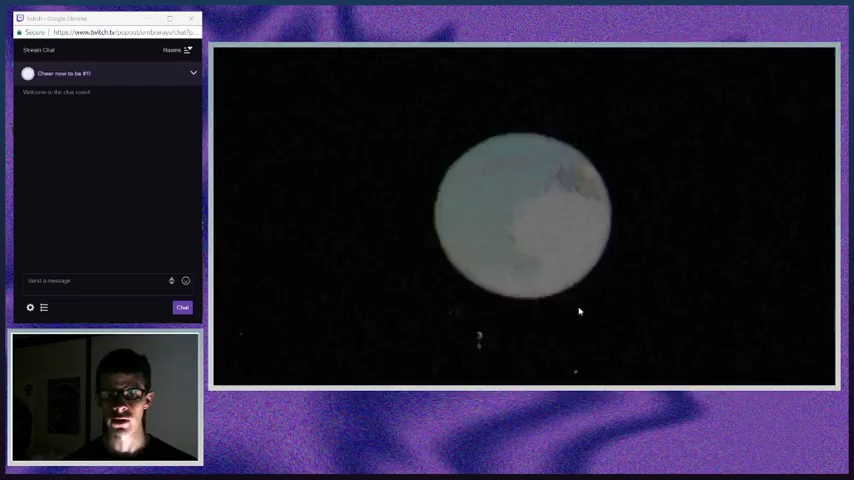 Twitch - Google Chrome
Secure | https://www.twitch.tv/popout/umbrerays/chat?p...
Stream Chat
Rooms
Cheer now to be #1!
Welcome to the chat room!
Send a message
Chat